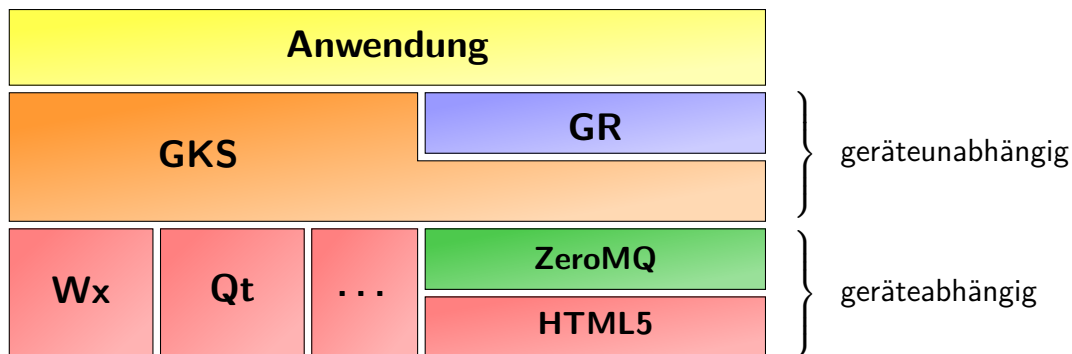 Anwendung
GKS
GR
geräteunabhängig
Wx
Qt
...
ZeroMQ
HTML5
geräteabhängig